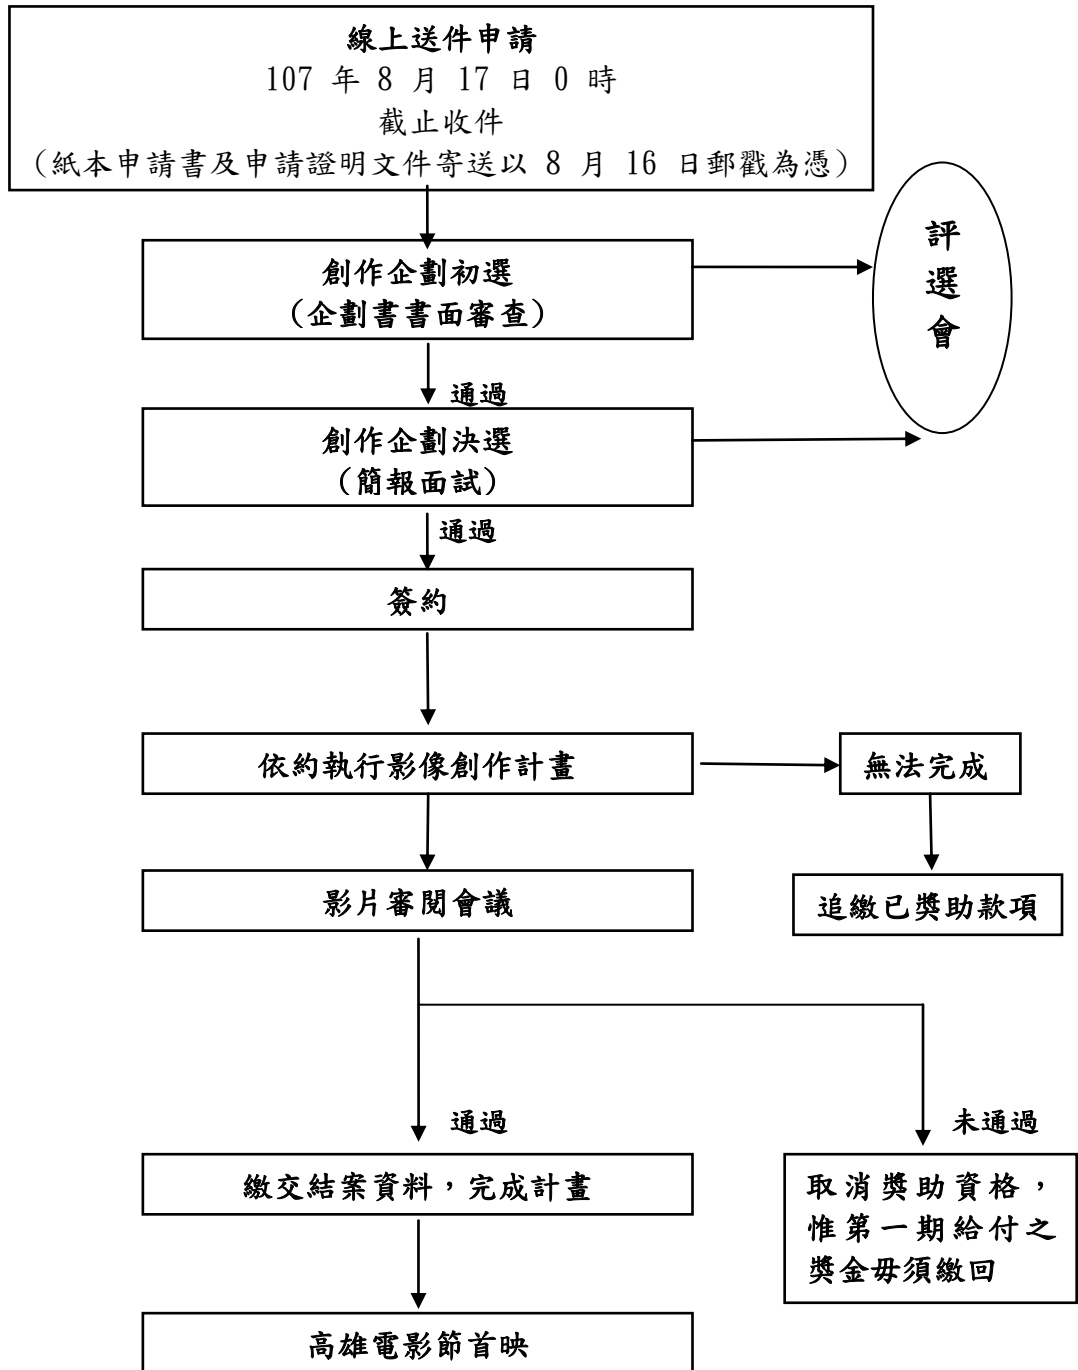 線上送件申請
107 年 8 月 17 日 0 時
截止收件
(紙本申請書及申請證明文件寄送以 8 月 16 日郵戳為憑)
評
選
會
創作企劃初選
(企劃書書面審查)
通過
創作企劃決選
(簡報面試)
通過
簽約
依約執行影像創作計畫
無法完成
影片審閱會議
追繳已獎助款項
通過
未通過
繳交結案資料，完成計畫
取消獎助資格，
惟第一期給付之
獎金毋須繳回
高雄電影節首映